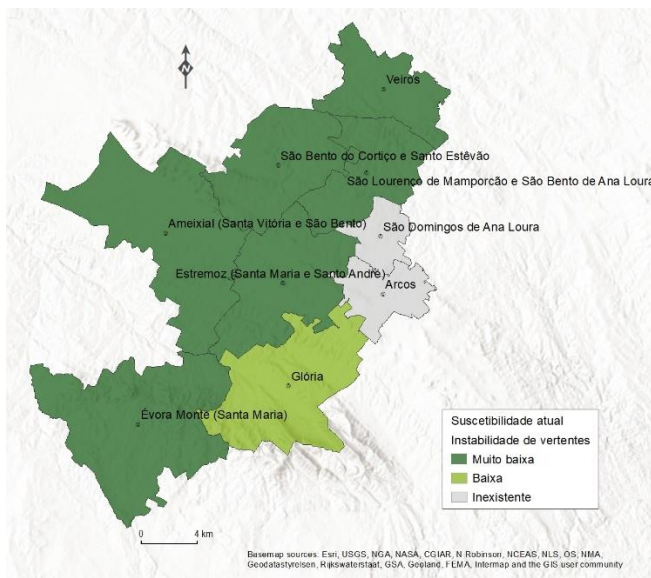 N
Veiros
São Bento do Cortiço e Santo Estêvão
São Lourenço de Mamporcão e São Bento de Ana Loura
Ameixial (Santa Vitória e São Bento)
São Domingos de Ana Loura
Estremoz (Santa Maria e Santo André)
Arcos
Glória
Évora Monte (Santa Maria)
Suscetibilidade atual
Instabilidade de vertentes
Muito baixa
Baixa
Inexistente
0 4 km
Basemap sources: Esri, USGS, NGA, NASA, CGIAR, N Robinson, NCEAS, NLS, OS, NMA,
Geodatastyrelsen, Rijkswaterstaat, GSA, Geoland, FEMA, Intermap and the GIS user community